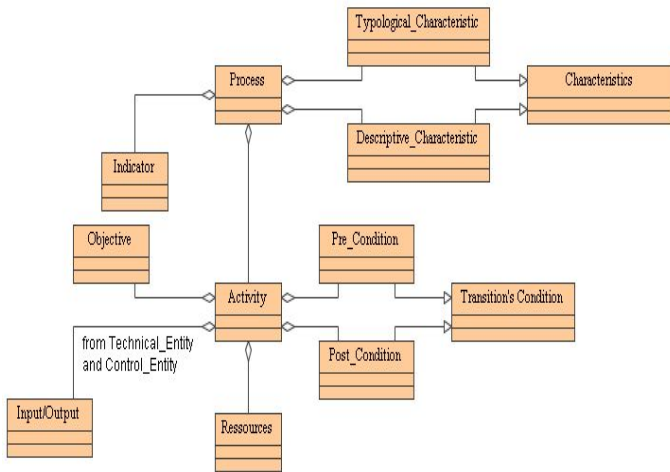 Typological_Characteristic
Process
Characteristics
Descriptive_Characteristic
Indicator
Objective
Pre_Condition
Activity
Transition's Condition
from Technical_Entity
and Control_Entity
Post_Condition
Input/Output
Ressources